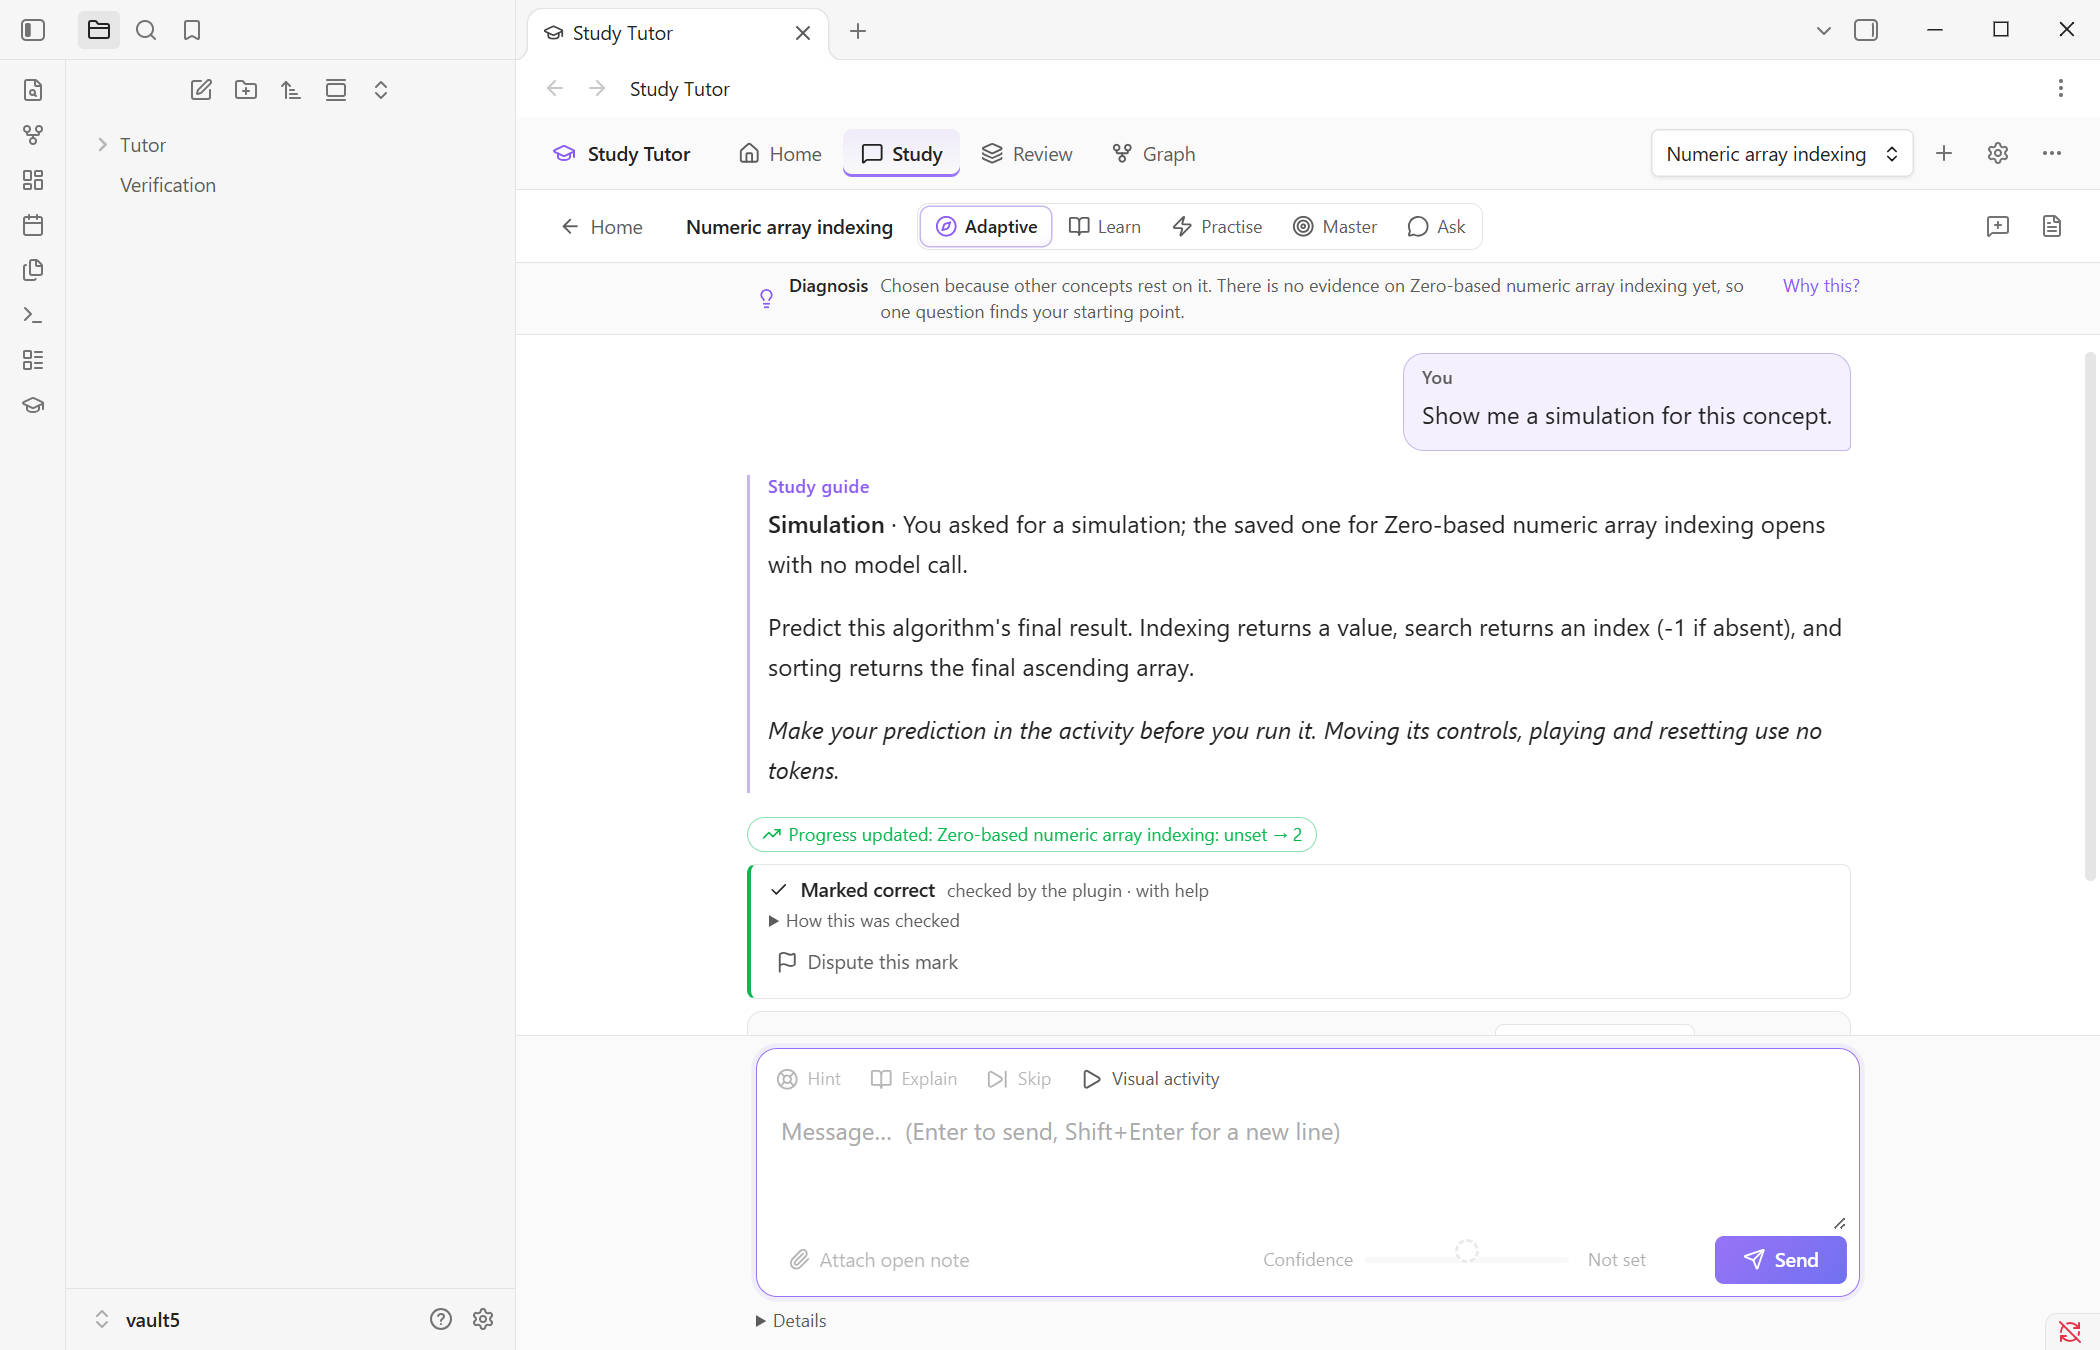 Study Tutor
Study Tutor
Tutor
Verification
Study Tutor
Home
Study
Review
Graph
Numeric array indexing
Home
Numeric array indexing
Adaptive
Learn
Practise
Master
Ask
Diagnosis Chosen because other concepts rest on it. There is no evidence on Zero-based numeric array indexing yet, so
one question finds your starting point.
Why this?
You
Show me a simulation for this concept.
Study guide
Simulation · You asked for a simulation; the saved one for Zero-based numeric array indexing opens
with no model call.
Predict this algorithm's final result. Indexing returns a value, search returns an index (-1 if absent), and
sorting returns the final ascending array.
Make your prediction in the activity before you run it. Moving its controls, playing and resetting use no
tokens.
Progress updated: Zero-based numeric array indexing: unset → 2
Marked correct checked by the plugin · with help
How this was checked
Dispute this mark
Hint
Explain
Skip
Visual activity
Message... (Enter to send, Shift+Enter for a new line)
Attach open note
Confidence
Not set
Send
Details
vault5